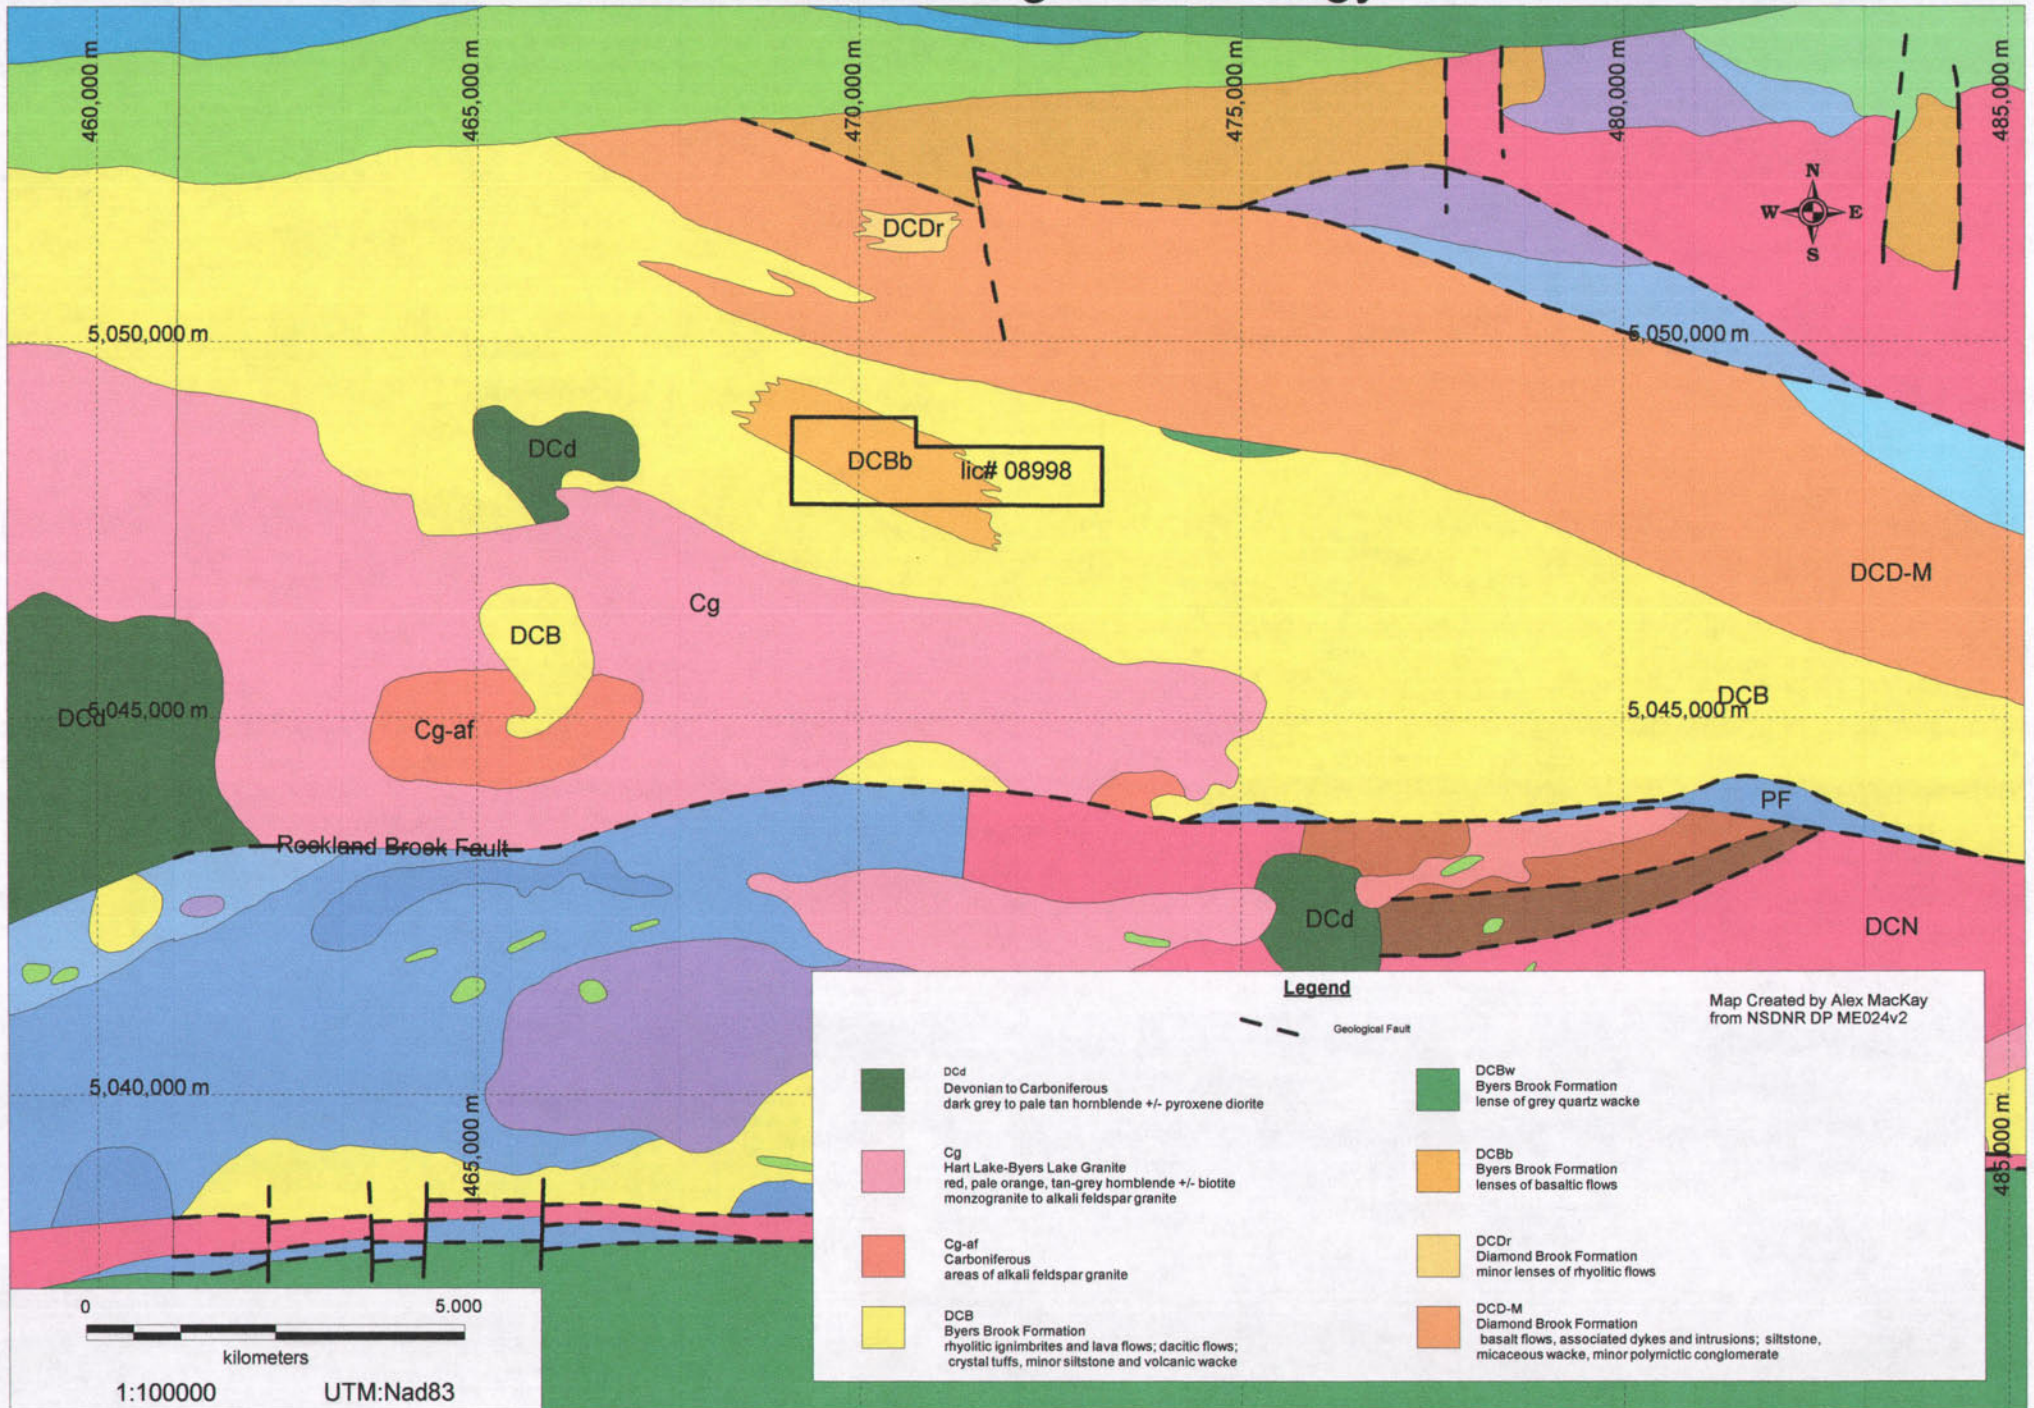 460,000 m
465,000 m
470,000 m
475,000 m
480,000 m
485,000 m
N
W E
S
DCDr
5,050,000 m
5,050,000 m
DCd
DCBb
lic# 08998
DCD-M
Cg
DCB
DCB
DCd
5,045,000 m
5,045,000 m
Cg-af
PF
Rockland Brook Fault
DCd
DCN
5,040,000 m
465,000 m
485,000 m
Legend
Geological Fault
Map Created by Alex MacKay
from NSDNR DP ME024v2
DCd
Devonian to Carboniferous
dark grey to pale tan hornblende +/- pyroxene diorite
Cg
Hart Lake-Byers Lake Granite
red, pale orange, tan-grey hornblende +/- biotite
monzogranite to alkali feldspar granite
Cg-af
Carboniferous
areas of alkali feldspar granite
DCB
Byers Brook Formation
rhyolitic ignimbrites and lava flows; dacitic flows;
crystal tuffs, minor siltstone and volcanic wacke
DCBw
Byers Brook Formation
lense of grey quartz wacke
DCBb
Byers Brook Formation
lenses of basaltic flows
DCDr
Diamond Brook Formation
minor lenses of rhyolitic flows
DCD-M
Diamond Brook Formation
basalt flows, associated dykes and intrusions; siltstone,
micaceous wacke, minor polymictic conglomerate
0 5.000
kilometers
1:100000 UTM:Nad83